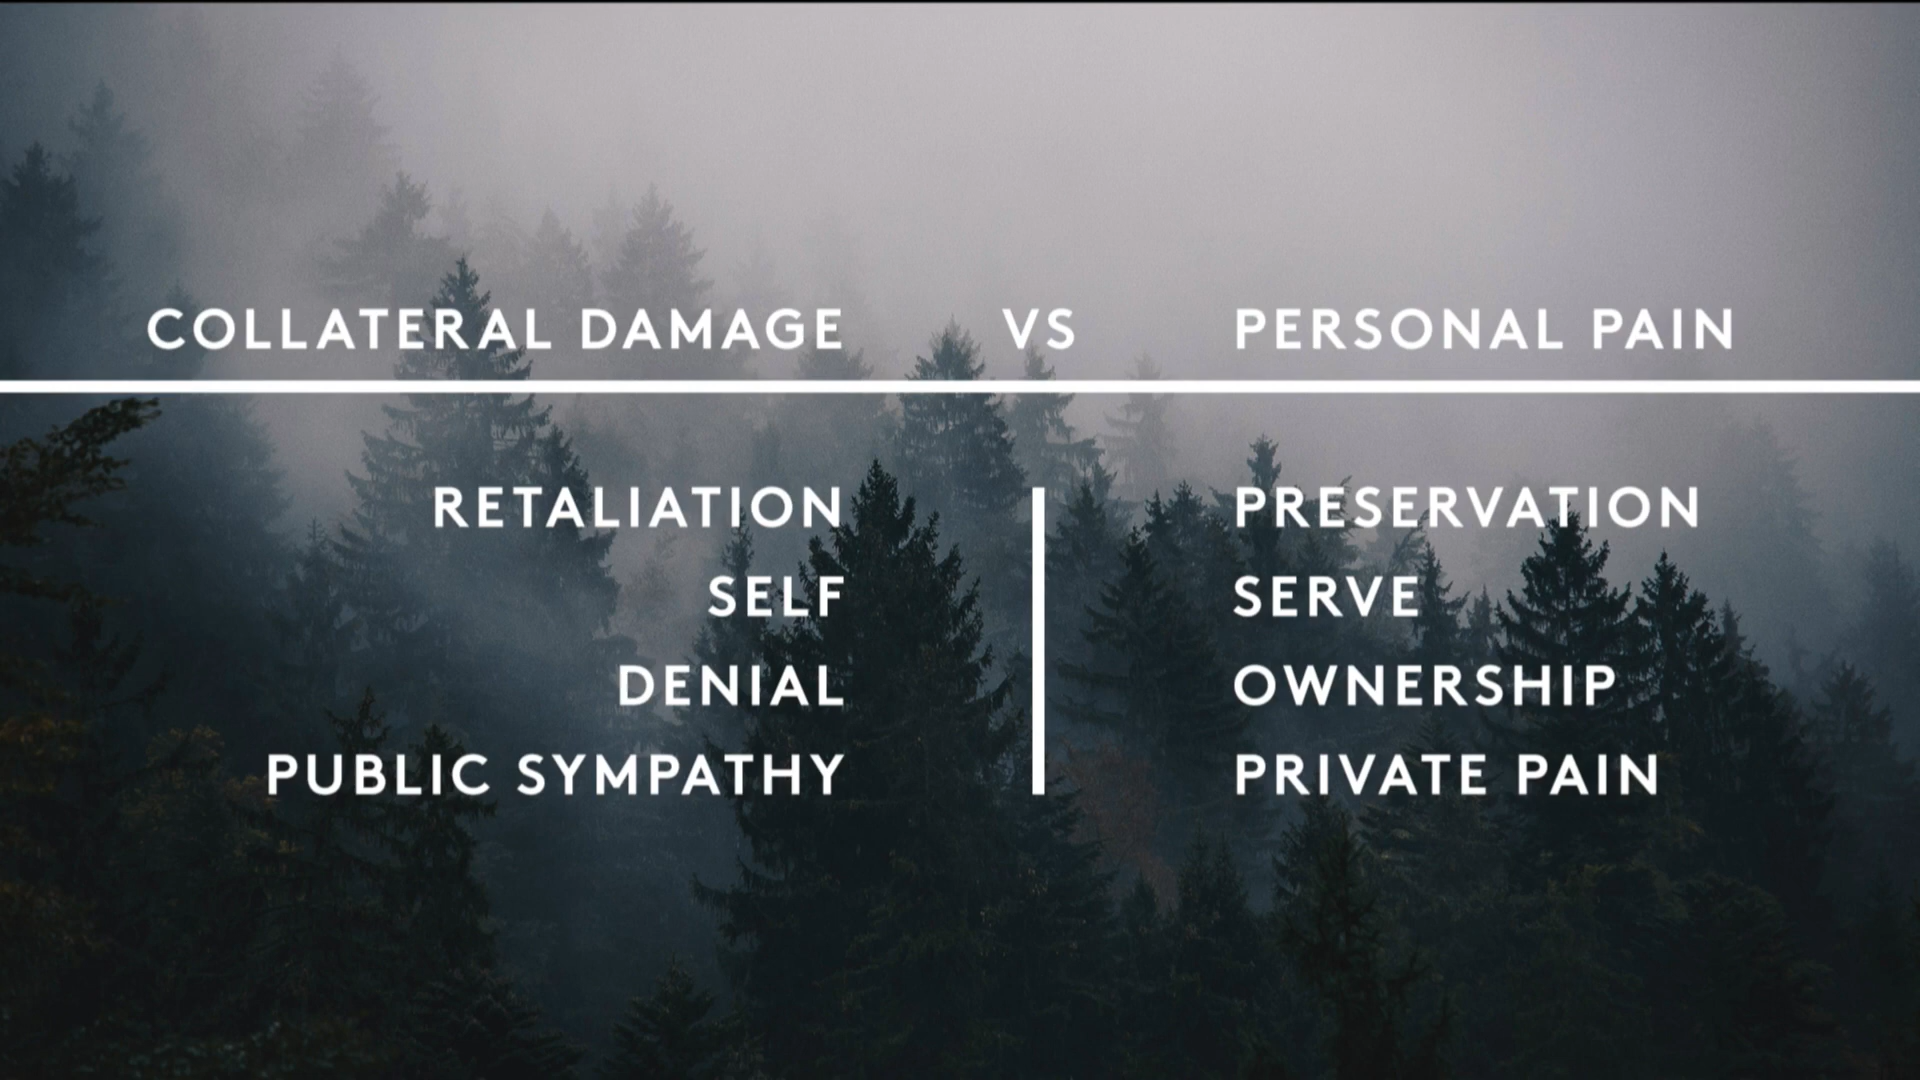 COLLATERAL DAMAGE VS PERSONAL PAIN
RETALIATION PRESERVATION
SELF SERVE
DENIAL OWNERSHIP
PUBLIC SYMPATHY PRIVATE PAIN